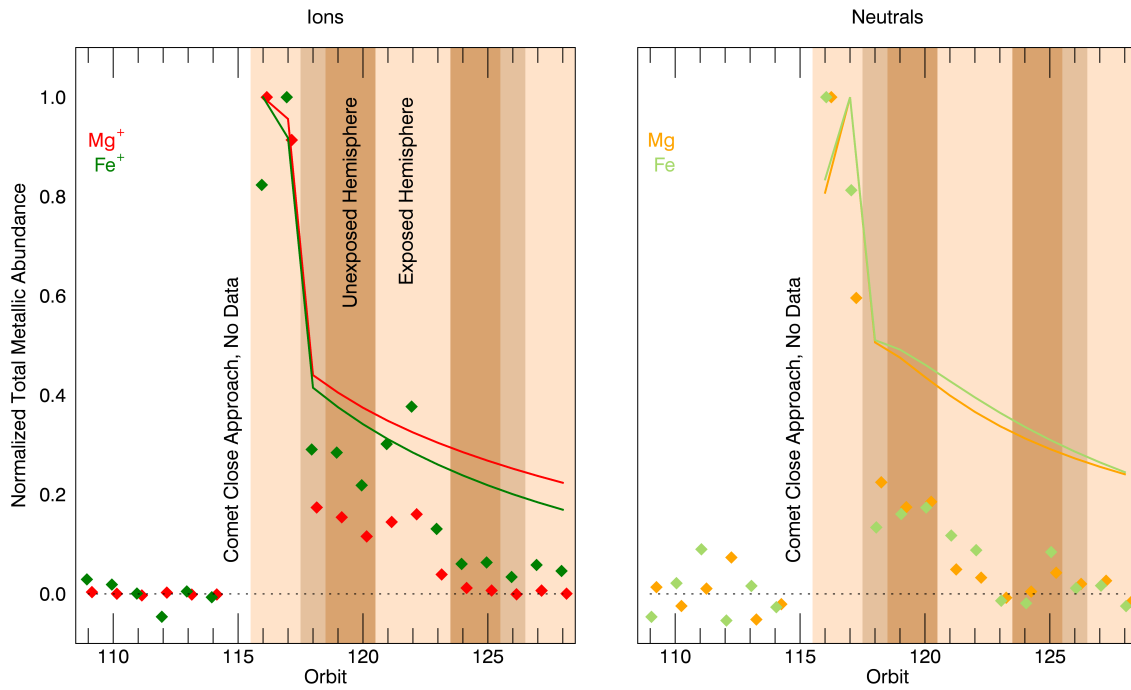 Ions
Normalized Total Metallic Abundance
1.0
0.8
0.6
0.4
0.2
0.0
Mg+
Fe+
Comet Close Approach, No Data
Unexposed Hemisphere
Exposed Hemisphere
110 115 120 125
Orbit
Neutrals
Mg
Fe
Comet Close Approach, No Data
110 115 120 125
Orbit